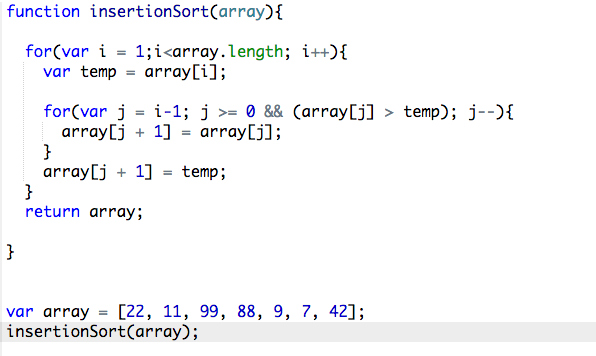 function insertionSort(array){
for(var i = 1;i<array.length; i++){
var temp = array[i];
for(var j = i-1; j >= 0 && (array[j] > temp); j--){
array[j + 1] = array[j];
}
array[j + 1] = temp;
}
return array;
}
var array = [22, 11, 99, 88, 9, 7, 42];
insertionSort(array);